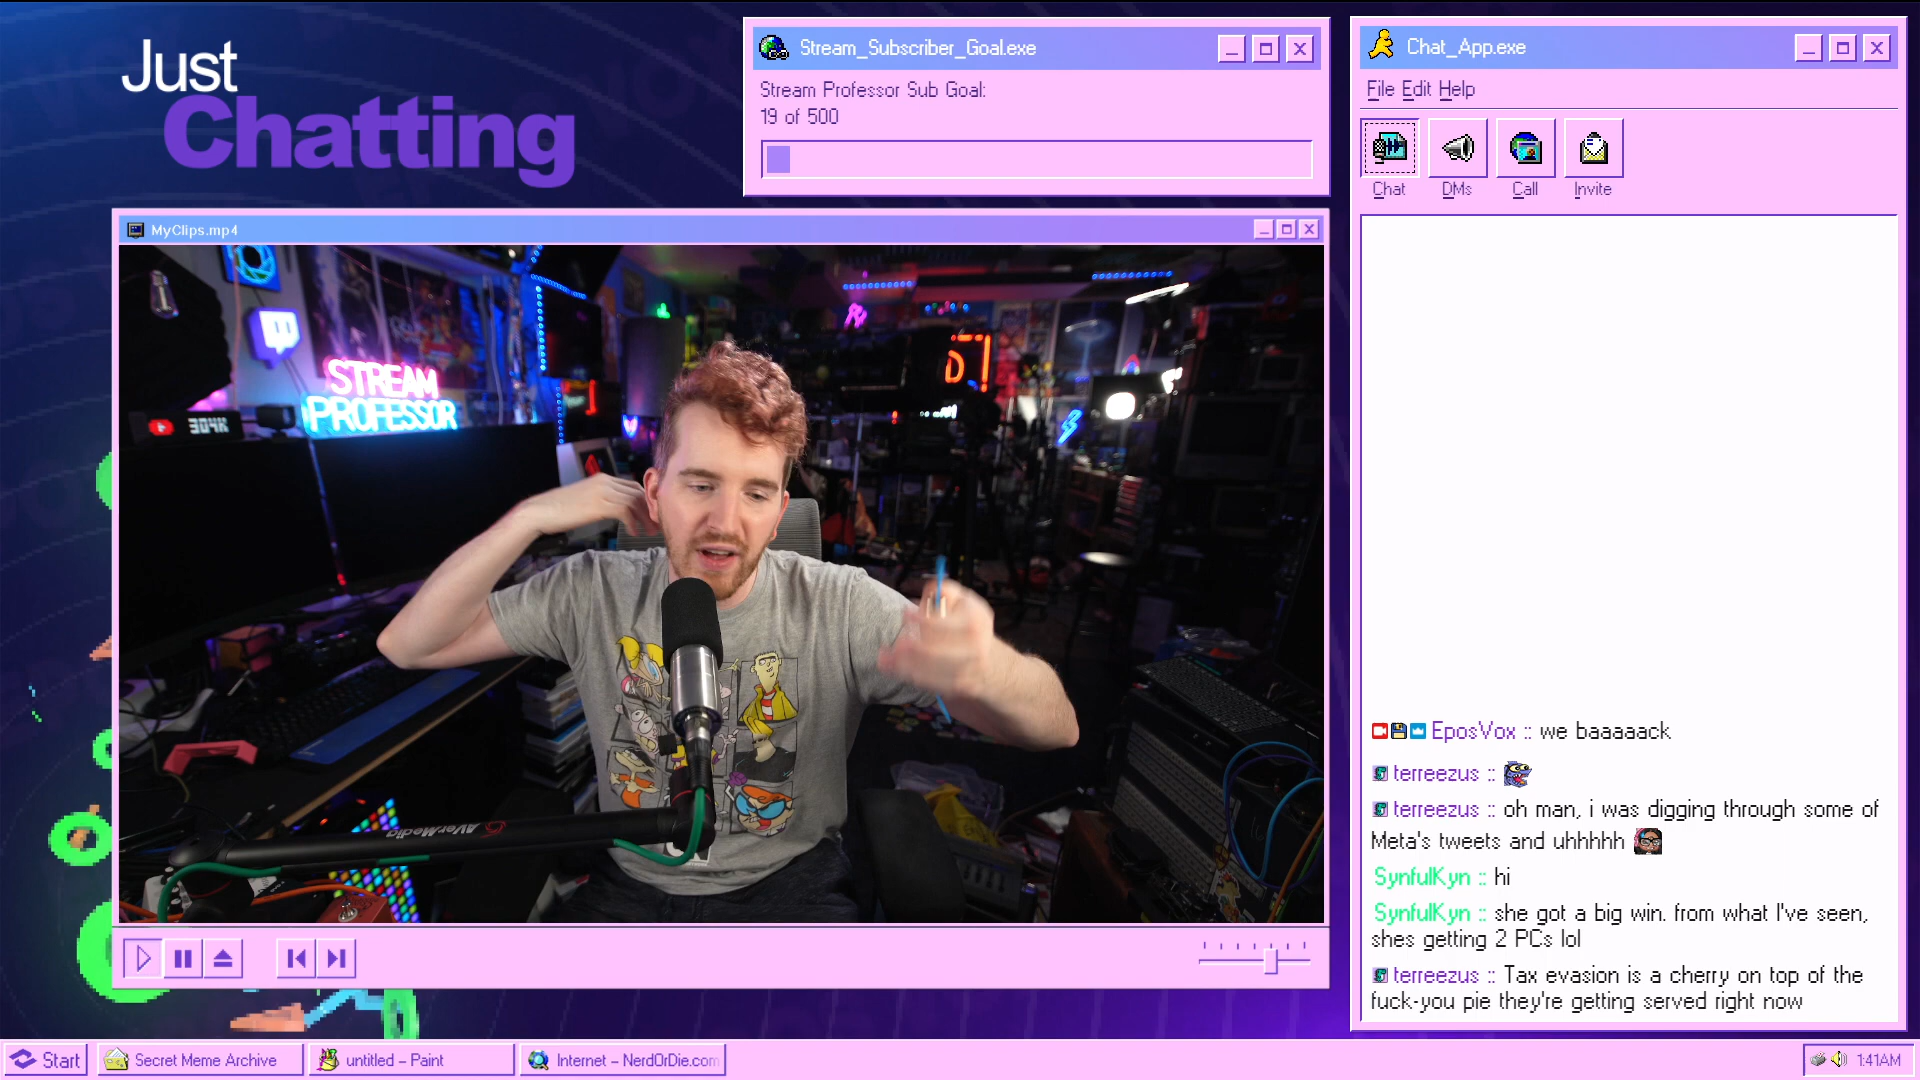 Just
Chatting
Stream_Subscriber_Goal.exe
Stream Professor Sub Goal:
19 of 500
MyClips.mp4
STREAM
PROFESSOR
304K
AVerMedia
Chat_App.exe
File Edit Help
Chat DMs Call Invite
EposVox :: we baaaaack
terreezus ::
terreezus :: oh man, i was digging through some of
Meta's tweets and uhhhhh
SynfulKyn :: hi
SynfulKyn :: she got a big win. from what I've seen,
shes getting 2 PCs lol
terreezus :: Tax evasion is a cherry on top of the
fuck-you pie they're getting served right now
Start
Secret Meme Archive
untitled - Paint
Internet - NerdOrDie.com
1:41AM